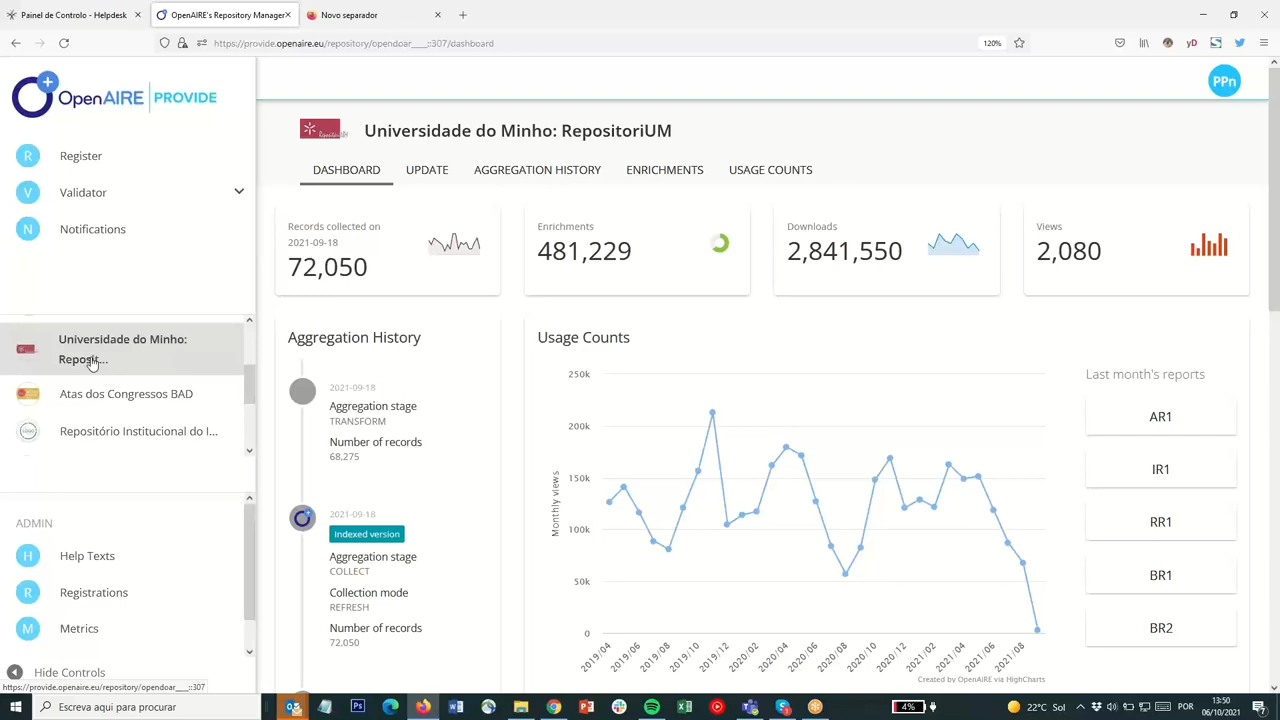 Painel de Controlo - Helpdesk
OpenAIRE's Repository Manager
Novo separador
https://provide.openaire.eu/repository/opendoar____::307/dashboard
120%
OpenAIRE PROVIDE
PPn
R Register
V Validator
N Notifications
Universidade do Minho:
Reposit...
Atas dos Congressos BAD
Repositório Institucional do I...
ADMIN
H Help Texts
R Registrations
M Metrics
Hide Controls
https://provide.openaire.eu/repository/opendoar____::307
Universidade do Minho: RepositoriUM
DASHBOARD UPDATE AGGREGATION HISTORY ENRICHMENTS USAGE COUNTS
Records collected on
2021-09-18
72,050
Enrichments
481,229
Downloads
2,841,550
Views
2,080
Aggregation History
2021-09-18
Aggregation stage
TRANSFORM
Number of records
68,275
2021-09-18
Indexed version
Aggregation stage
COLLECT
Collection mode
REFRESH
Number of records
72,050
Usage Counts
Monthly views
250k
200k
150k
100k
50k
0
2019/04 2019/06 2019/08 2019/10 2019/12 2020/02 2020/04 2020/06 2020/08 2020/10 2020/12 2021/02 2021/04 2021/06 2021/08
Created by OpenAIRE via HighCharts
Last month's reports
AR1
IR1
RR1
BR1
BR2
Escreva aqui para procurar
4%
22°C Sol
13:50
06/10/2021